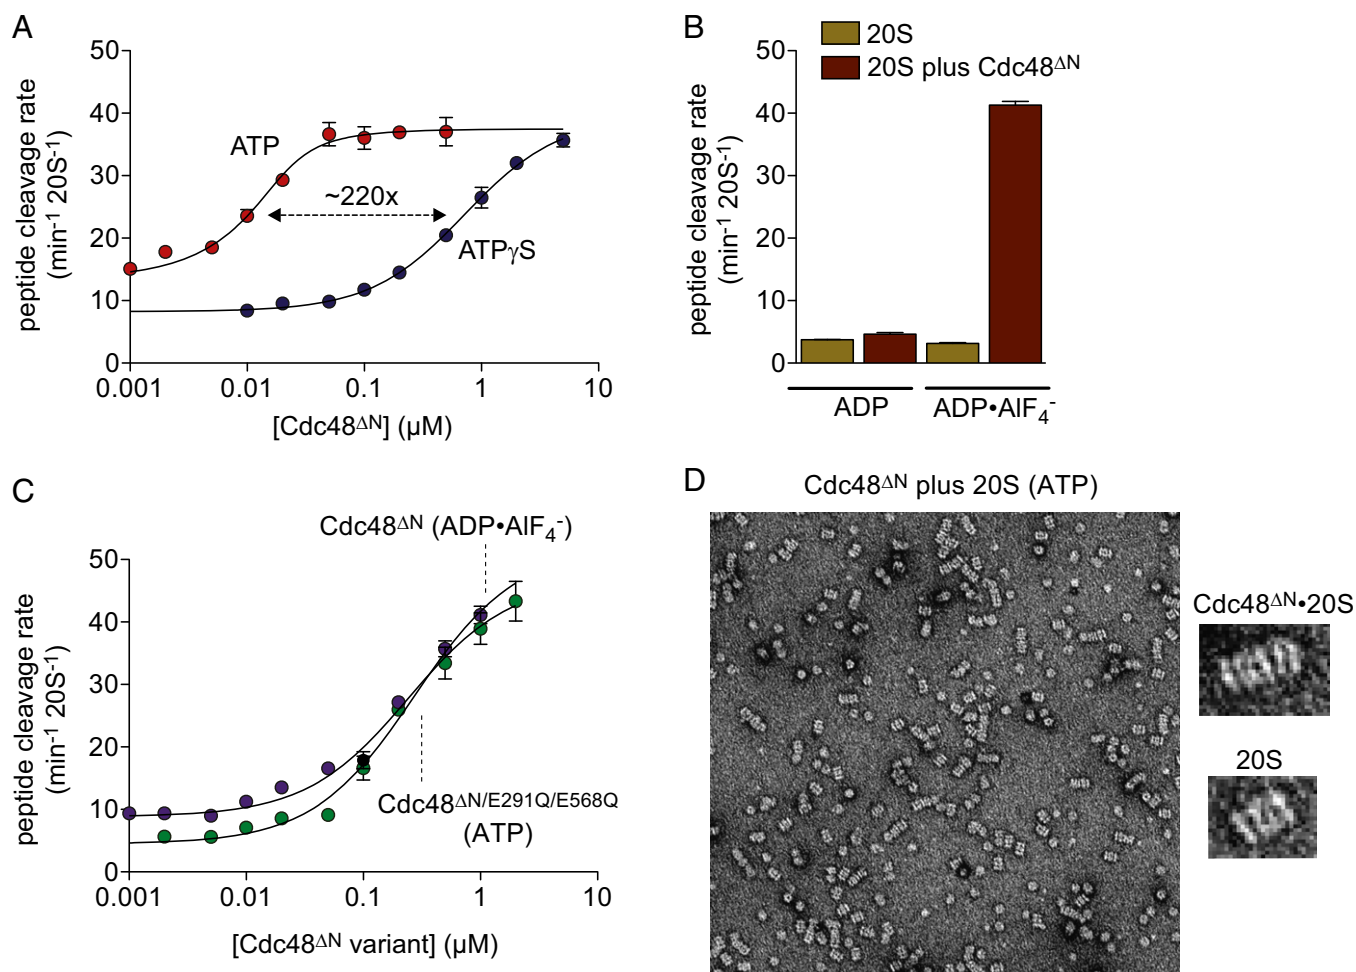 A
peptide cleavage rate
(min⁻¹ 20S⁻¹)
50
40
30
20
10
0
ATP
~220x
ATPγS
0.001 0.01 0.1 1 10
[Cdc48ΔN] (μM)
B
20S
20S plus Cdc48ΔN
peptide cleavage rate
(min⁻¹ 20S⁻¹)
50
40
30
20
10
0
ADP ADP•AlF₄⁻
C
Cdc48ΔN (ADP•AlF₄⁻)
peptide cleavage rate
(min⁻¹ 20S⁻¹)
50
40
30
20
10
0
Cdc48ΔN/E291Q/E568Q
(ATP)
0.001 0.01 0.1 1 10
[Cdc48ΔN variant] (μM)
D
Cdc48ΔN plus 20S (ATP)
Cdc48ΔN•20S
20S